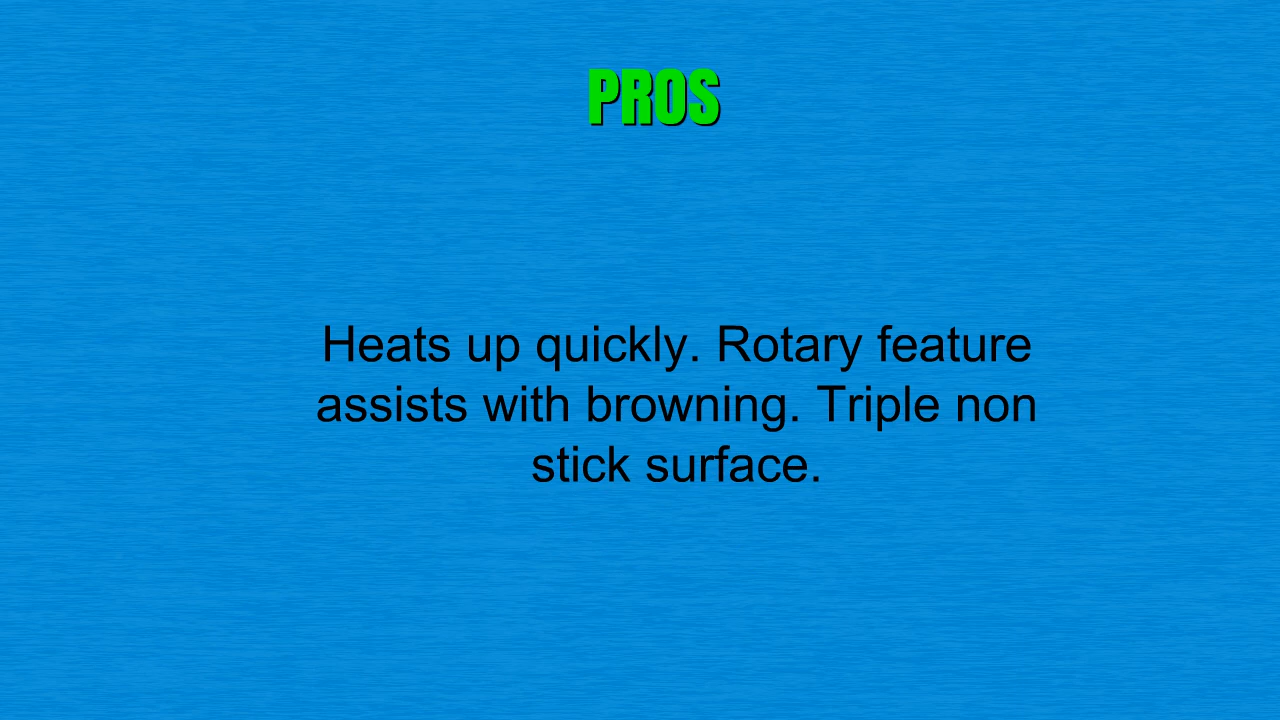 PROS
Heats up quickly. Rotary feature
assists with browning. Triple non
stick surface.